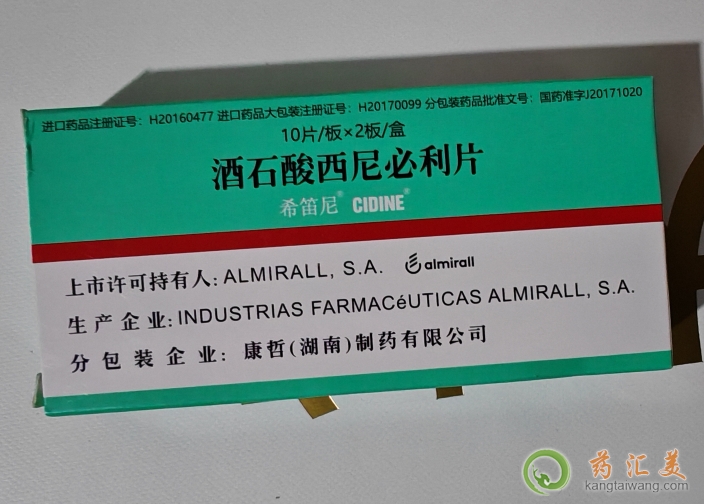 进口药品注册证号：H20160477 进口药品大包装注册证号：H20170099 分包装药品批准文号：国药准字J20171020
10片/板×2板/盒
酒石酸西尼必利片
希笛尼® CIDINE®
上市许可持有人: ALMIRALL, S.A. almirall
生产企业: INDUSTRIAS FARMACéUTICAS ALMIRALL, S.A.
分包装企业: 康哲(湖南)制药有限公司
药汇美
kangtaiwang.com